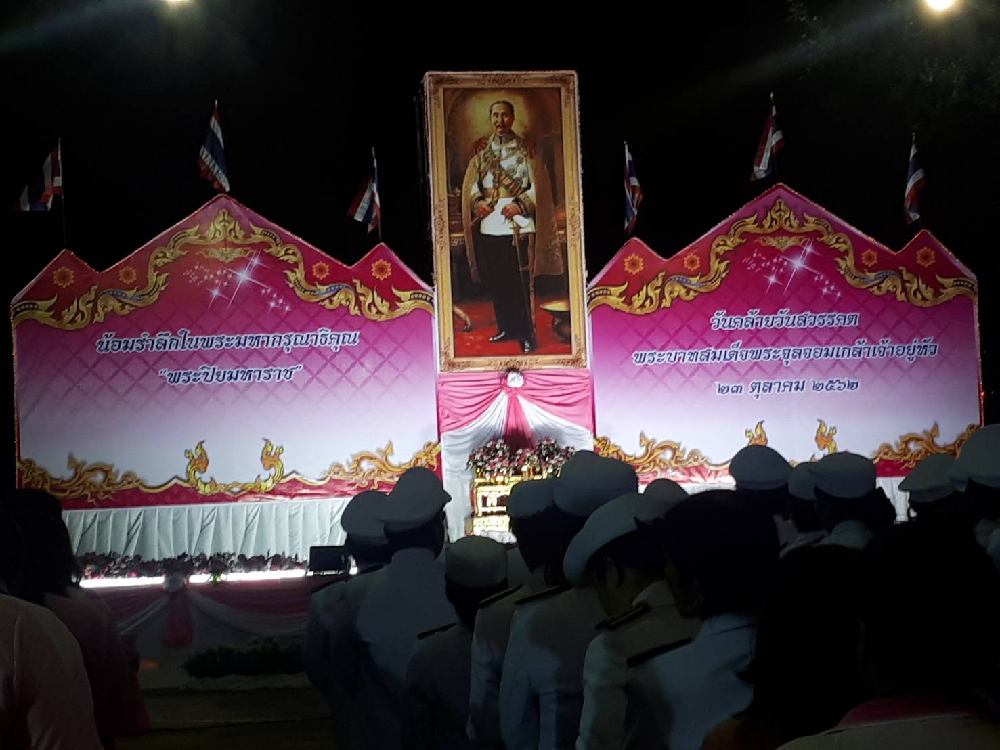 น้อมรำลึกในพระมหากรุณาธิคุณ
"พระปิยมหาราช"
วันคล้ายวันสวรรคต
พระบาทสมเด็จพระจุลจอมเกล้าเจ้าอยู่หัว
๒๓ ตุลาคม ๒๕๖๒